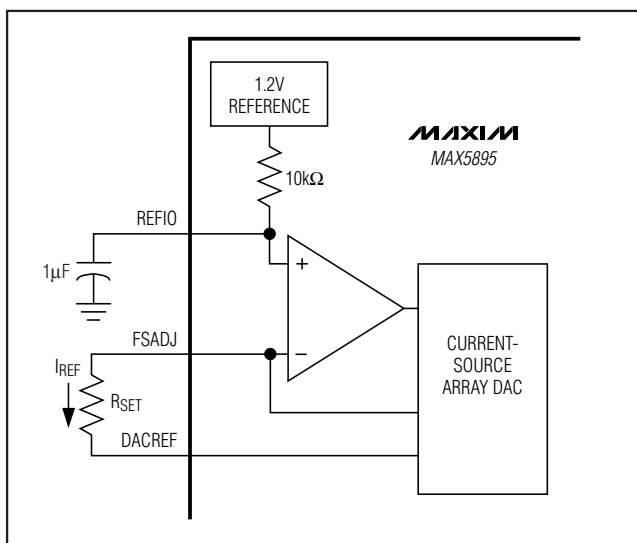 1.2V
REFERENCE
MAXIM
MAX5895
10kΩ
REFIO
1μF
+
FSADJ
−
CURRENT-
SOURCE
ARRAY DAC
IREF
RSET
DACREF